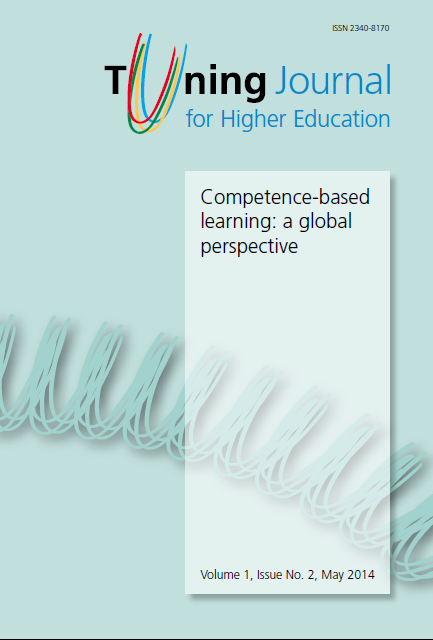 ISSN 2340-8170
Tuning Journal
for Higher Education
Competence-based
learning: a global
perspective
Volume 1, Issue No. 2, May 2014